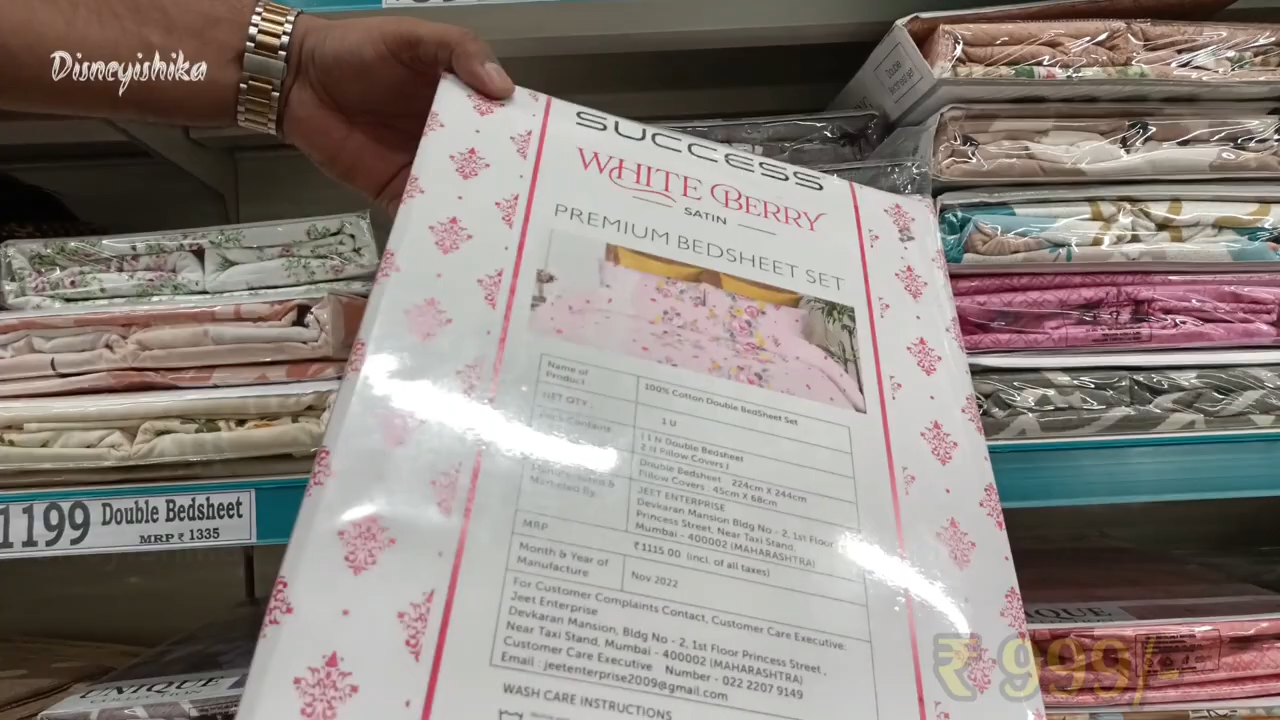 Disneyishika
SUCCESS
WHITE BERRY
SATIN
PREMIUM BEDSHEET SET
Name of Product :
100% Cotton Double BedSheet Set
NET QTY :
1 U
Contains
( 1 N Double Bedsheet
2 N Pillow Covers )
Double Bedsheet : 224cm X 244cm
Pillow Covers : 45cm X 68cm
Marketed By
JEET ENTERPRISE
Devkaran Mansion Bldg No - 2, 1st Floor
Princess Street, Near Taxi Stand,
Mumbai - 400002 (MAHARASHTRA)
MRP
₹1115.00 (incl. of all taxes)
Month & Year of
Manufacture
Nov 2022
For Customer Complaints Contact, Customer Care Executive:
Jeet Enterprise
Devkaran Mansion, Bldg No - 2, 1st Floor Princess Street,
Near Taxi Stand, Mumbai - 400002 (MAHARASHTRA)
Customer Care Executive Number - 022 2207 9149
Email : jeetenterprise2009@gmail.com
WASH CARE INSTRUCTIONS
1199 Double Bedsheet
MRP ₹ 1335
UNIQUE
COLLECTION
Double
₹ 999/-